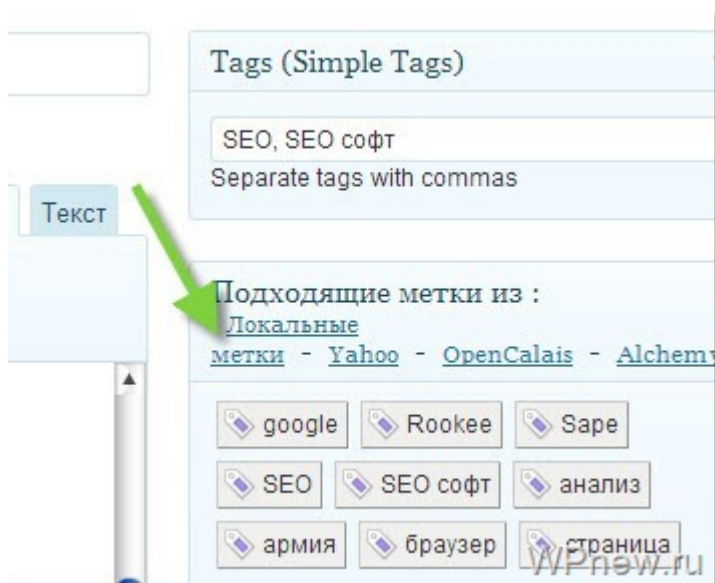 Tags (Simple Tags)
SEO, SEO софт
Separate tags with commas
Текст
Подходящие метки из :
Локальные
метки - Yahoo - OpenCalais - Alchemy
google Rookee Sape
SEO SEO софт анализ
армия браузер страница
WPnew.ru